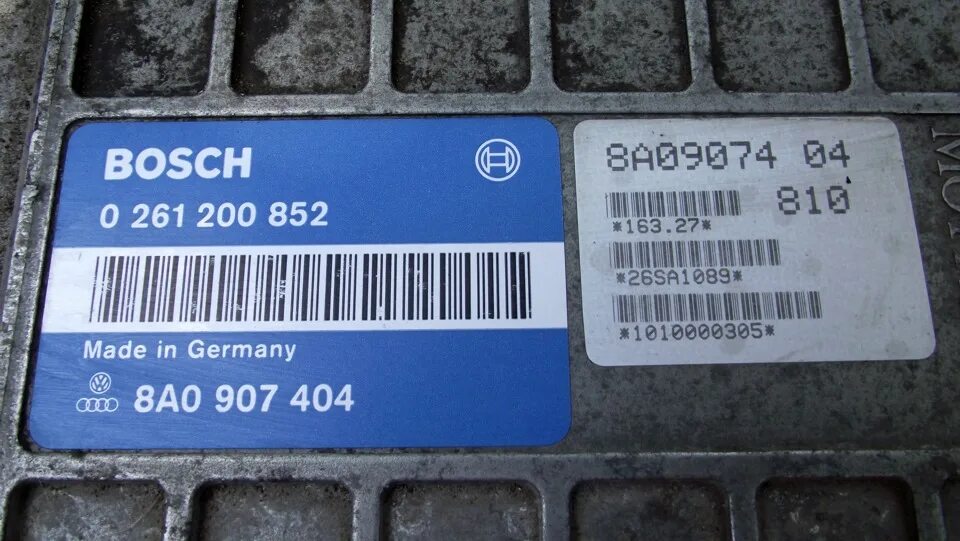 BOSCH
0 261 200 852
Made in Germany
8A0 907 404
8A09074 04
810
*163.27*
*26SA1089*
*1010000305*